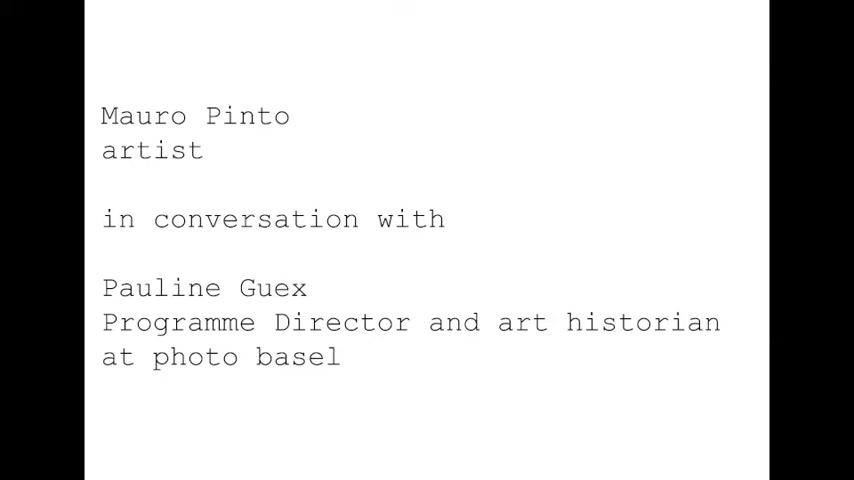 Mauro Pinto
artist
in conversation with
Pauline Guex
Programme Director and art historian
at photo basel